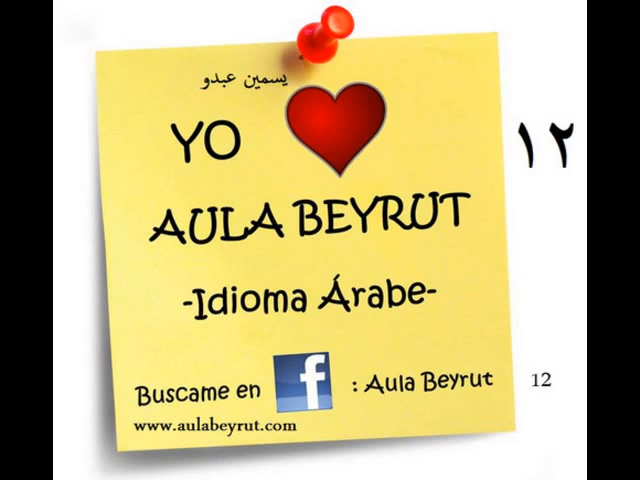 يسمين عبدو
YO
١٢
AULA BEYRUT
-Idioma Árabe-
Buscame en f : Aula Beyrut
12
www.aulabeyrut.com